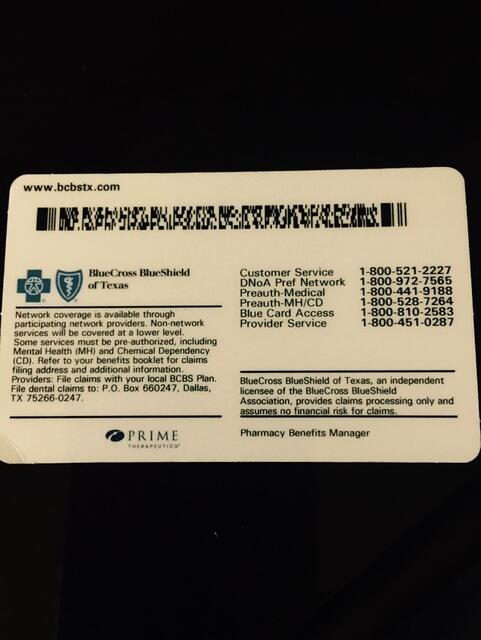 www.bcbstx.com
BlueCross BlueShield
of Texas
Network coverage is available through
participating network providers. Non-network
services will be covered at a lower level.
Some services must be pre-authorized, including
Mental Health (MH) and Chemical Dependency
(CD). Refer to your benefits booklet for claims
filing address and additional information.
Providers: File claims with your local BCBS Plan.
File dental claims to: P.O. Box 660247, Dallas,
TX 75266-0247.
Customer Service 1-800-521-2227
DNoA Pref Network 1-800-972-7565
Preauth-Medical 1-800-441-9188
Preauth-MH/CD 1-800-528-7264
Blue Card Access 1-800-810-2583
Provider Service 1-800-451-0287
BlueCross BlueShield of Texas, an independent
licensee of the BlueCross BlueShield
Association, provides claims processing only and
assumes no financial risk for claims.
PRIME
THERAPEUTICS®
Pharmacy Benefits Manager